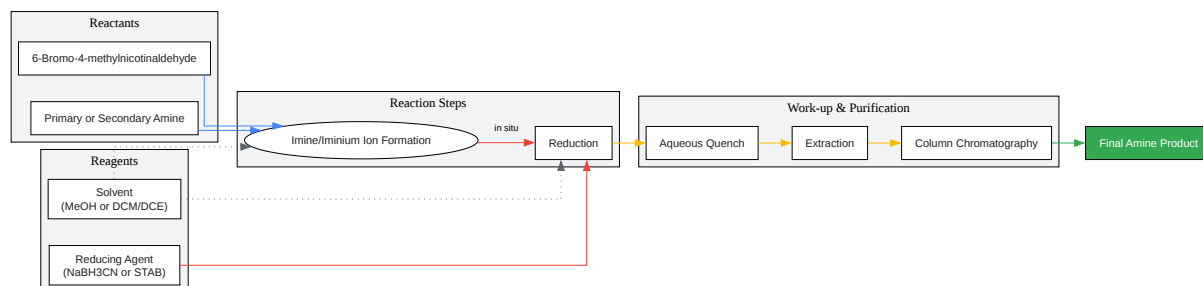 Reactants
6-Bromo-4-methylnicotinaldehyde
Primary or Secondary Amine
Reagents
Solvent
(MeOH or DCM/DCE)
Reducing Agent
(NaBH3CN or STAB)
Reaction Steps
Imine/Iminium Ion Formation
in situ
Reduction
Work-up & Purification
Aqueous Quench
Extraction
Column Chromatography
Final Amine Product